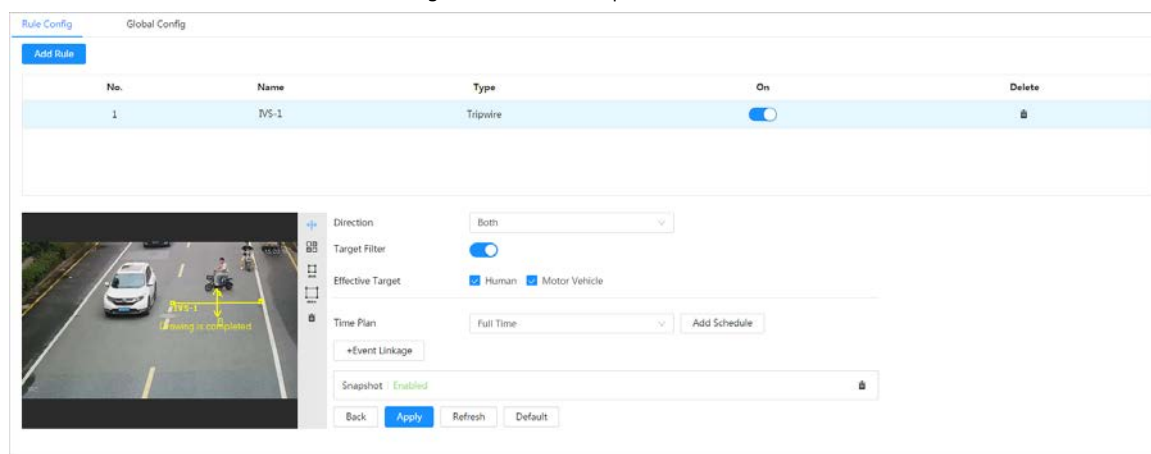 Rule Config Global Config
Add Rule
No. Name Type On Delete
1 IVS-1 Tripwire
Direction Both
Target Filter
Effective Target Human Motor Vehicle
IVS-1
Drawing is completed
Time Plan Full Time Add Schedule
+Event Linkage
Snapshot Enabled
Back Apply Refresh Default